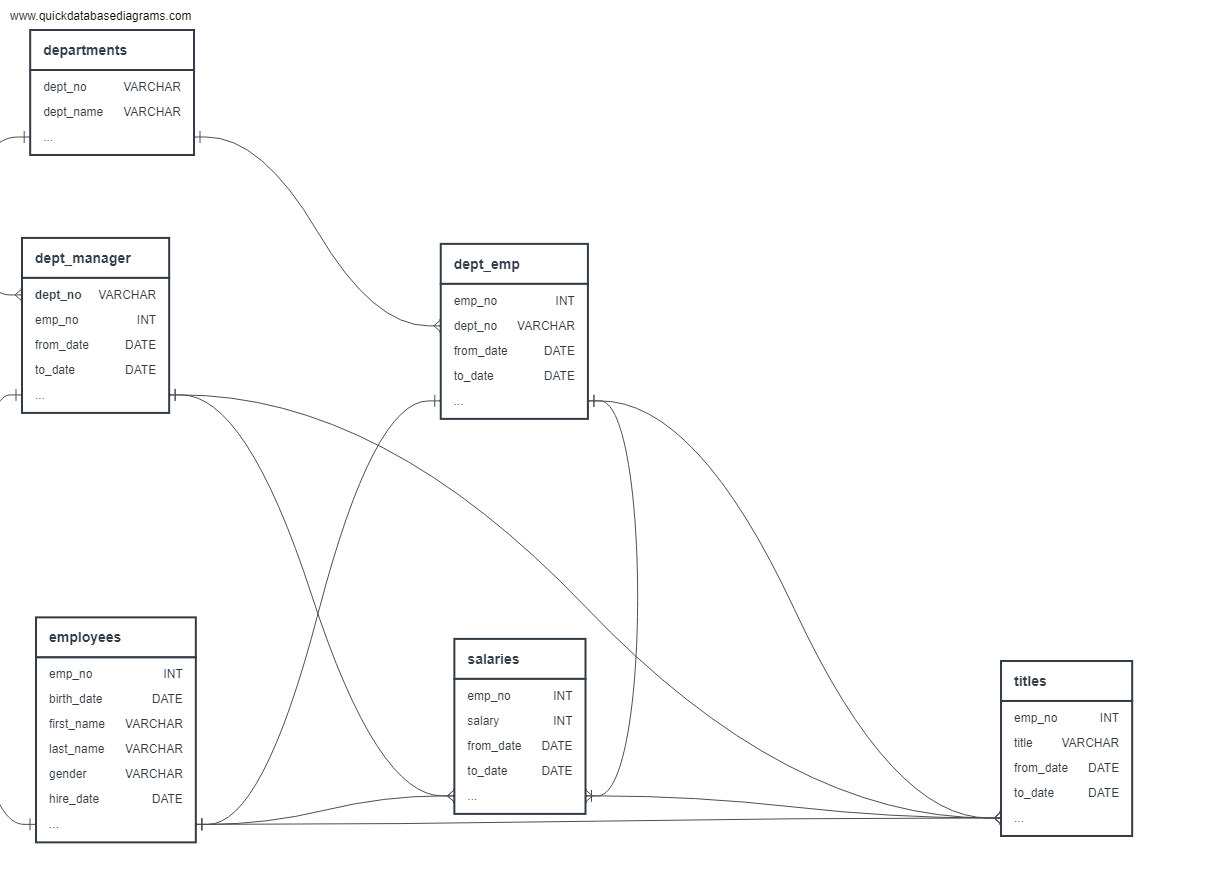 www.quickdatabasediagrams.com
departments
dept_no VARCHAR
dept_name VARCHAR
...
dept_manager
dept_no VARCHAR
emp_no INT
from_date DATE
to_date DATE
...
dept_emp
emp_no INT
dept_no VARCHAR
from_date DATE
to_date DATE
...
employees
emp_no INT
birth_date DATE
first_name VARCHAR
last_name VARCHAR
gender VARCHAR
hire_date DATE
...
salaries
emp_no INT
salary INT
from_date DATE
to_date DATE
...
titles
emp_no INT
title VARCHAR
from_date DATE
to_date DATE
...